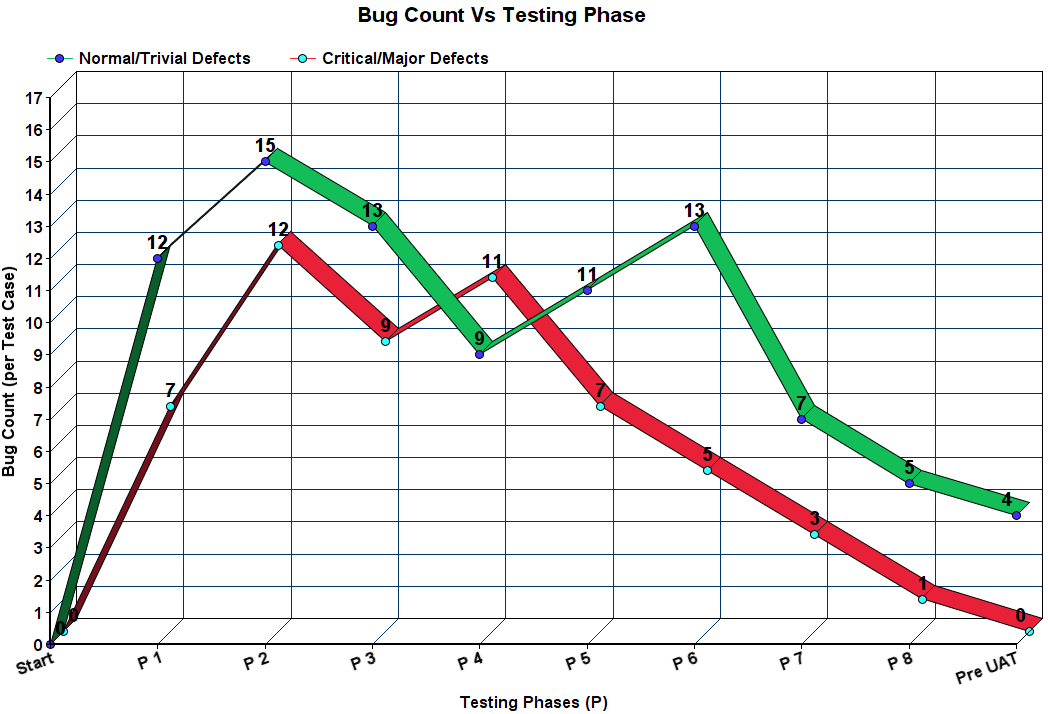 Bug Count Vs Testing Phase
Normal/Trivial Defects
Critical/Major Defects
Bug Count (per Test Case)
17
16
15
14
13
12
11
10
9
8
7
6
5
4
3
2
1
0
0
12
15
13
9
11
13
7
5
4
0
7
12
9
11
7
5
3
1
0
Start
P 1
P 2
P 3
P 4
P 5
P 6
P 7
P 8
Pre UAT
Testing Phases (P)